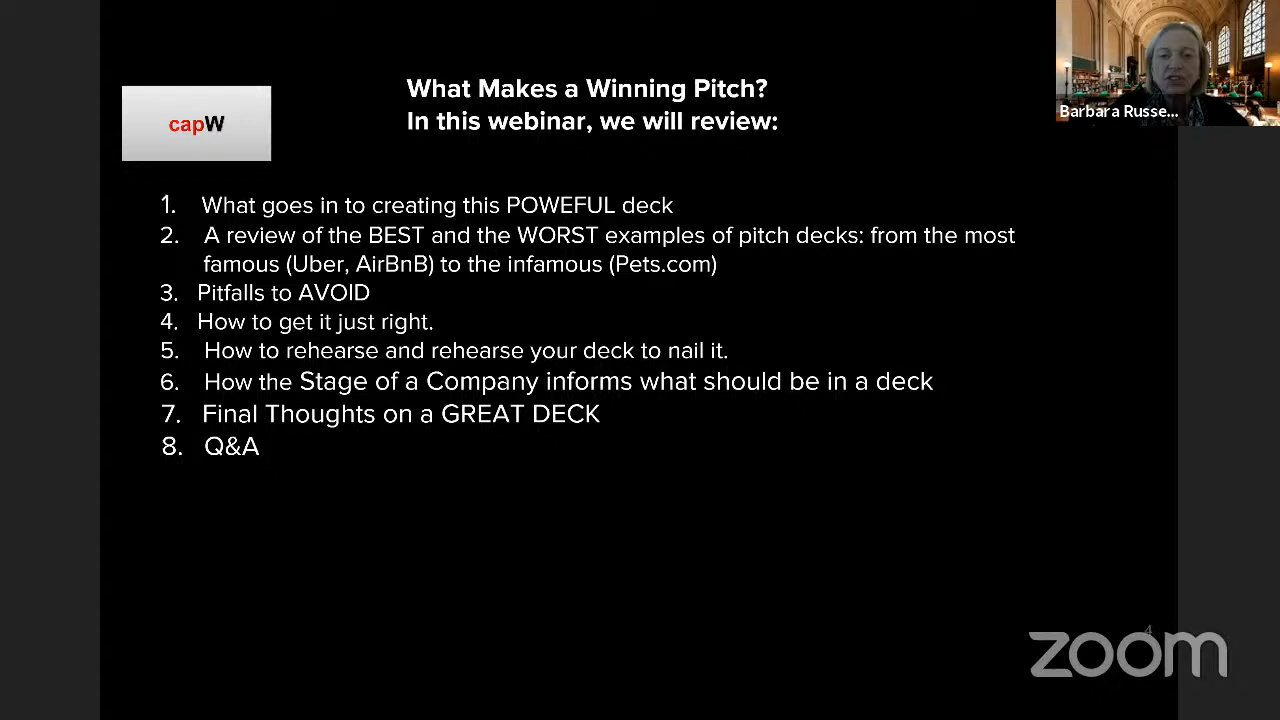 What Makes a Winning Pitch?
In this webinar, we will review:
capW
Barbara Russe...
1. What goes in to creating this POWEFUL deck
2. A review of the BEST and the WORST examples of pitch decks: from the most
famous (Uber, AirBnB) to the infamous (Pets.com)
3. Pitfalls to AVOID
4. How to get it just right.
5. How to rehearse and rehearse your deck to nail it.
6. How the Stage of a Company informs what should be in a deck
7. Final Thoughts on a GREAT DECK
8. Q&A
4
zoom